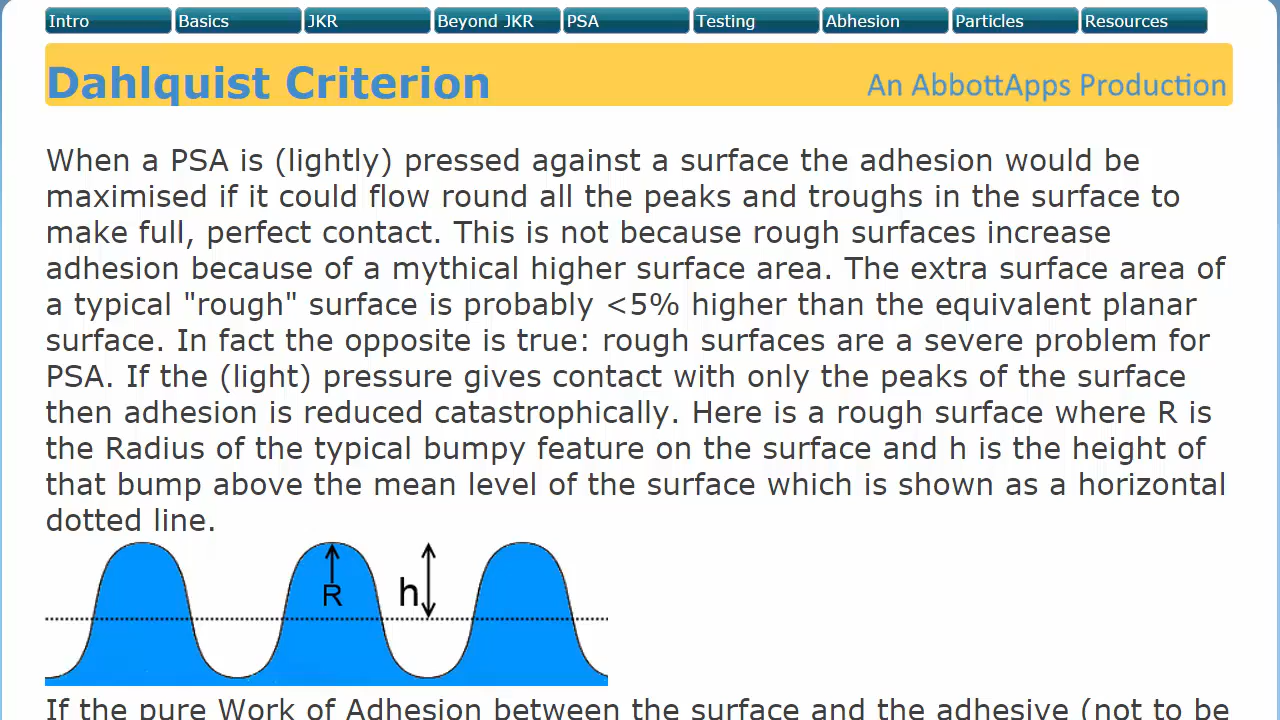 Intro Basics JKR Beyond JKR PSA Testing Abhesion Particles Resources
Dahlquist Criterion An AbbottApps Production
When a PSA is (lightly) pressed against a surface the adhesion would be
maximised if it could flow round all the peaks and troughs in the surface to
make full, perfect contact. This is not because rough surfaces increase
adhesion because of a mythical higher surface area. The extra surface area of
a typical "rough" surface is probably <5% higher than the equivalent planar
surface. In fact the opposite is true: rough surfaces are a severe problem for
PSA. If the (light) pressure gives contact with only the peaks of the surface
then adhesion is reduced catastrophically. Here is a rough surface where R is
the Radius of the typical bumpy feature on the surface and h is the height of
that bump above the mean level of the surface which is shown as a horizontal
dotted line.
R h
If the pure Work of Adhesion between the surface and the adhesive (not to be